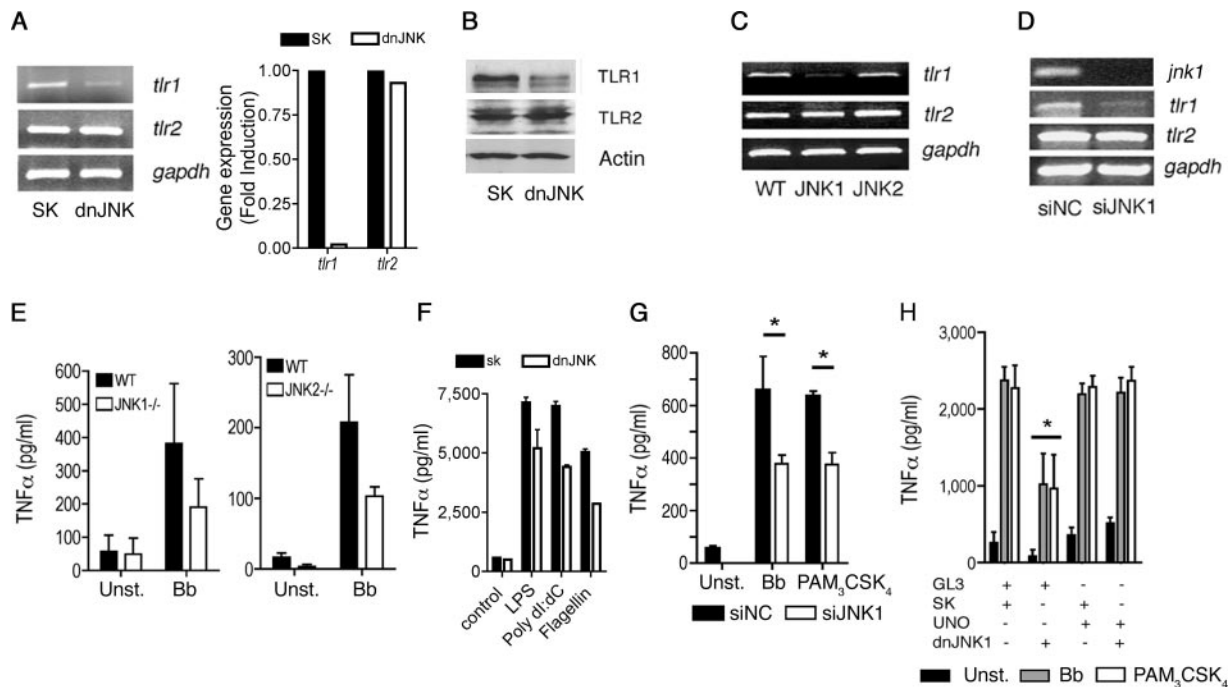 A
SK
dnJNK
tlr1
tlr2
gapdh
SK dnJNK
Gene expression
(Fold Induction)
1.00
0.75
0.50
0.25
0.00
tlr1 tlr2
B
TLR1
TLR2
Actin
SK dnJNK
C
tlr1
tlr2
gapdh
WT JNK1 JNK2
D
jnk1
tlr1
tlr2
gapdh
siNC siJNK1
E
TNFα (pg/ml)
600
500
400
300
200
100
0
WT
JNK1-/-
Unst. Bb
300
200
100
0
WT
JNK2-/-
Unst. Bb
F
sk
dnJNK
TNFα (pg/ml)
7,500
5,000
2,500
0
control
LPS
Poly dI:dC
Flagellin
G
TNFα (pg/ml)
800
600
400
200
0
*
*
Unst. Bb PAM₃CSK₄
siNC siJNK1
H
TNFα (pg/ml)
3,000
2,000
1,000
0
*
GL3 + + - -
SK + - + -
UNO - - + +
dnJNK1 - + - +
Unst. Bb PAM₃CSK₄